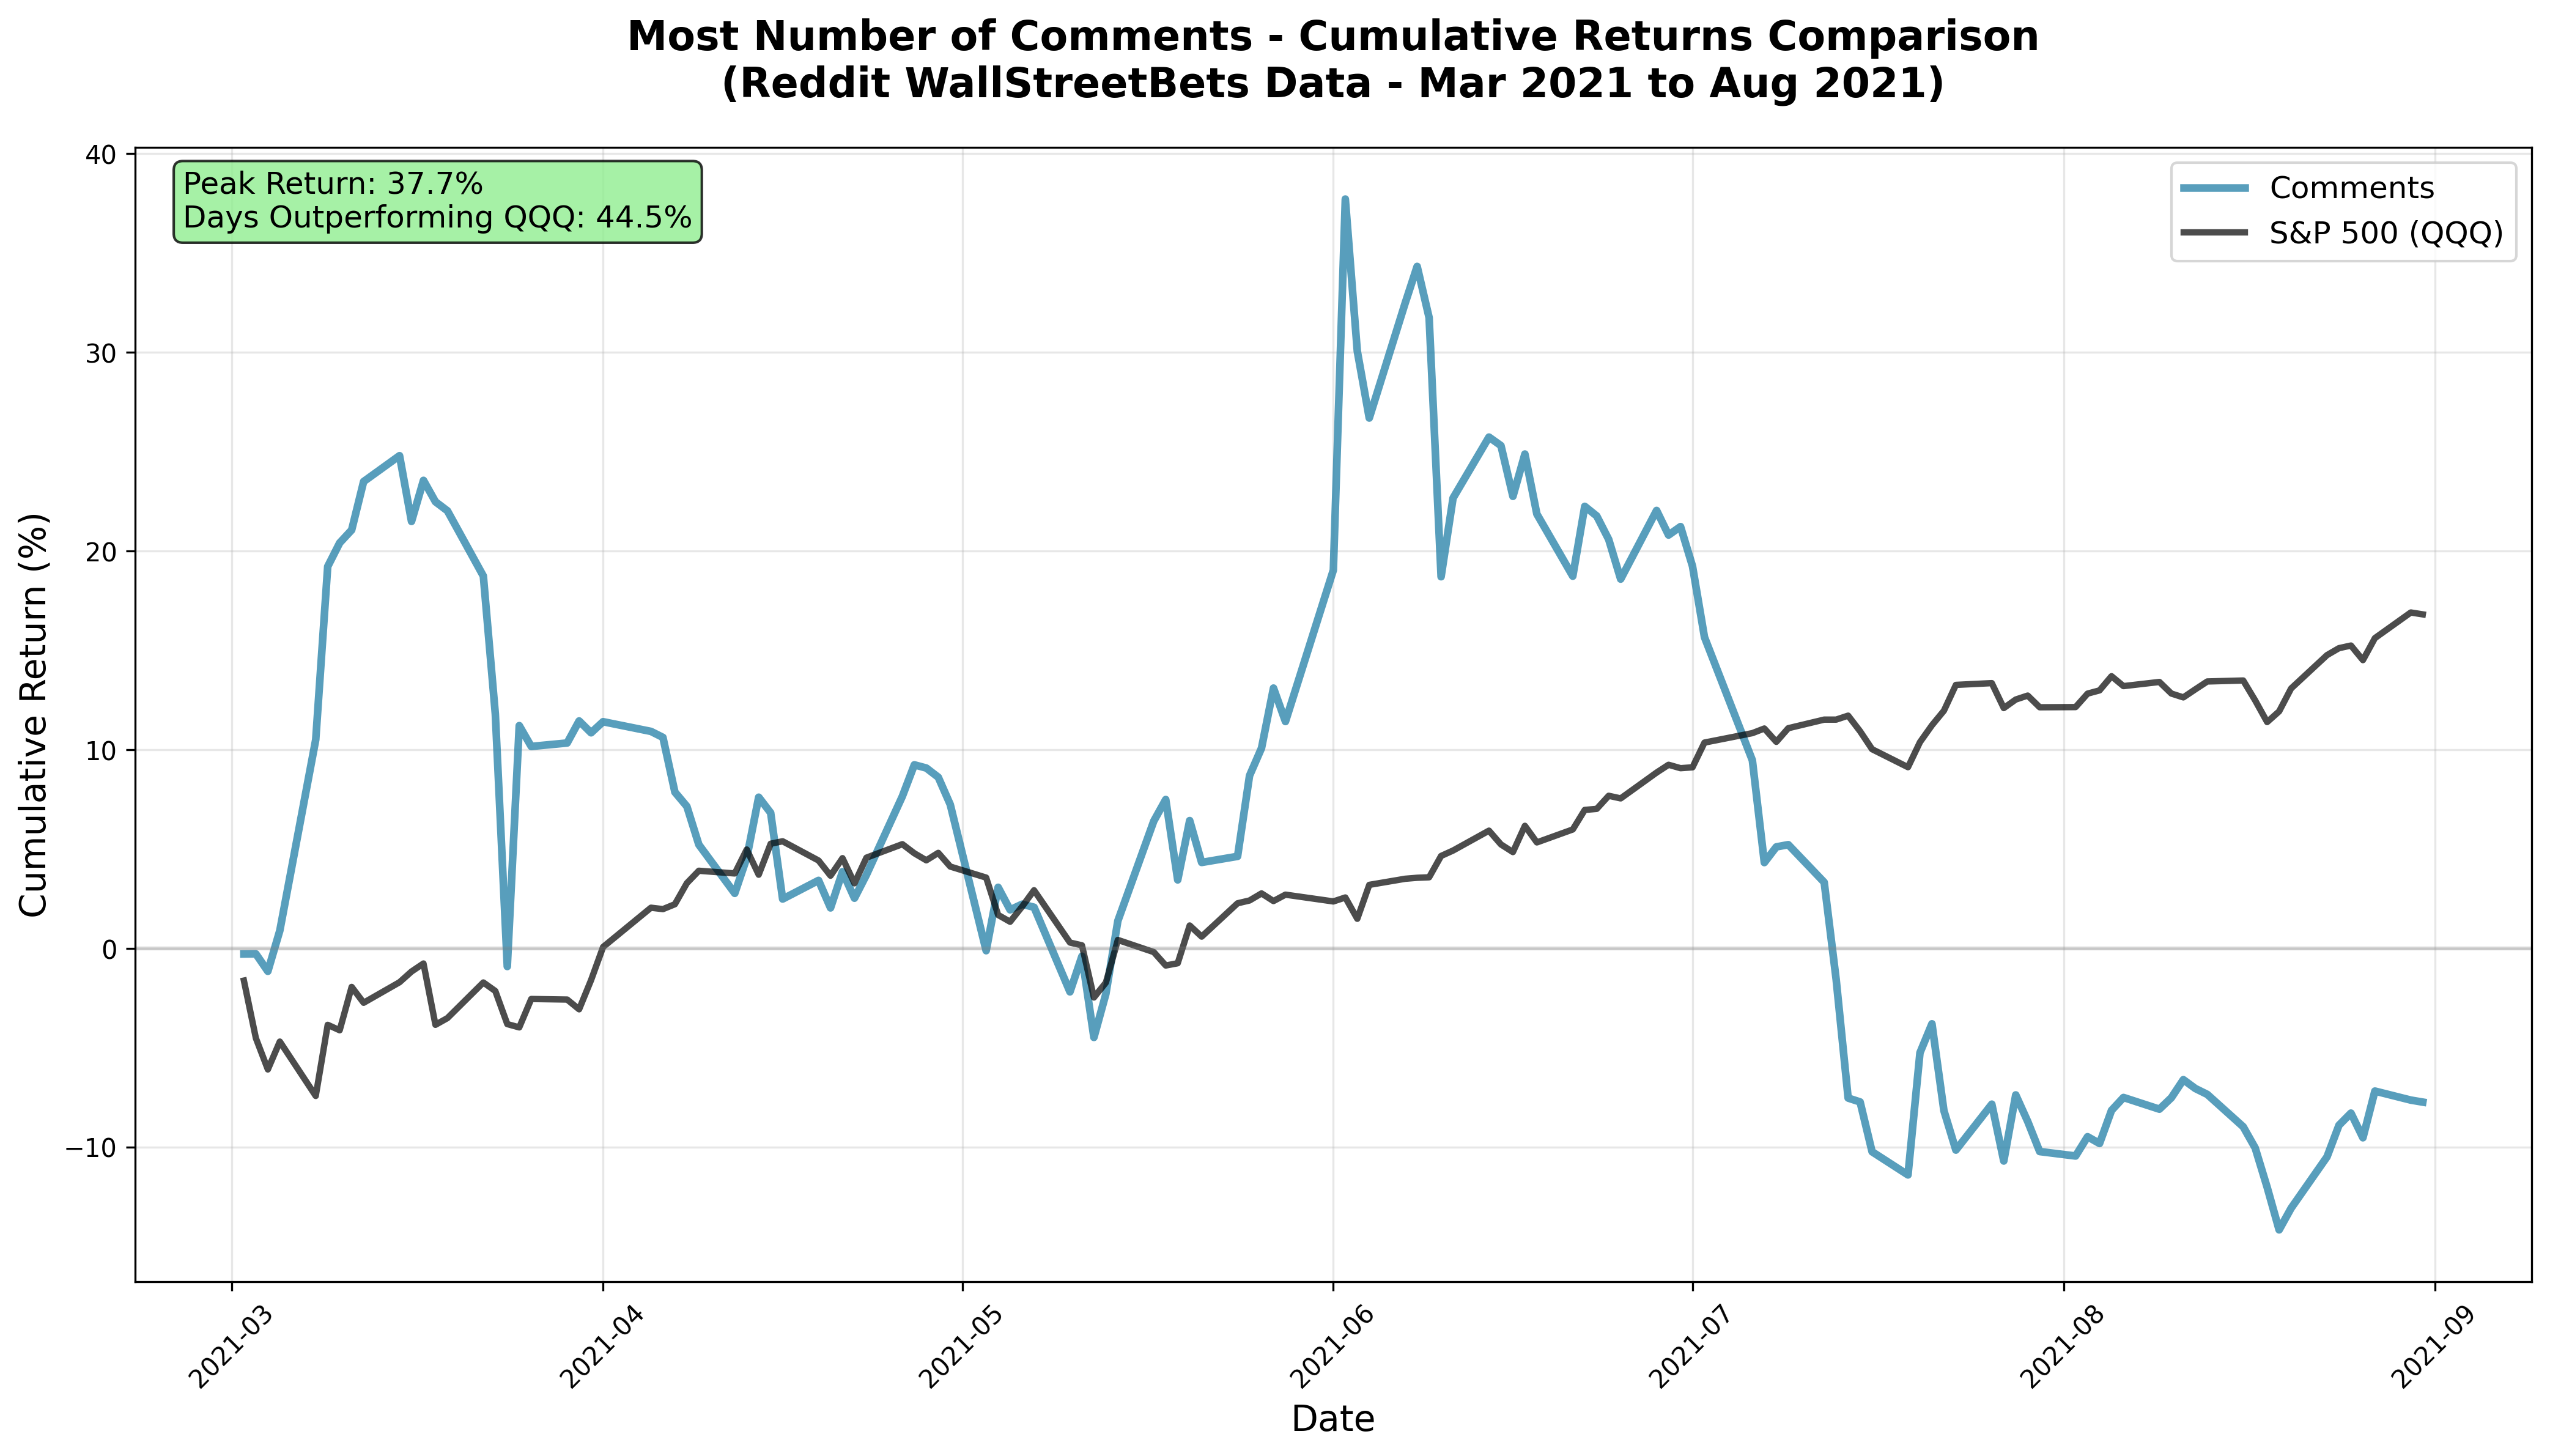 Most Number of Comments - Cumulative Returns Comparison
(Reddit WallStreetBets Data - Mar 2021 to Aug 2021)
Peak Return: 37.7%
Days Outperforming QQQ: 44.5%
Comments
S&P 500 (QQQ)
Cumulative Return (%)
40
30
20
10
0
−10
2021-03
2021-04
2021-05
2021-06
2021-07
2021-08
2021-09
Date